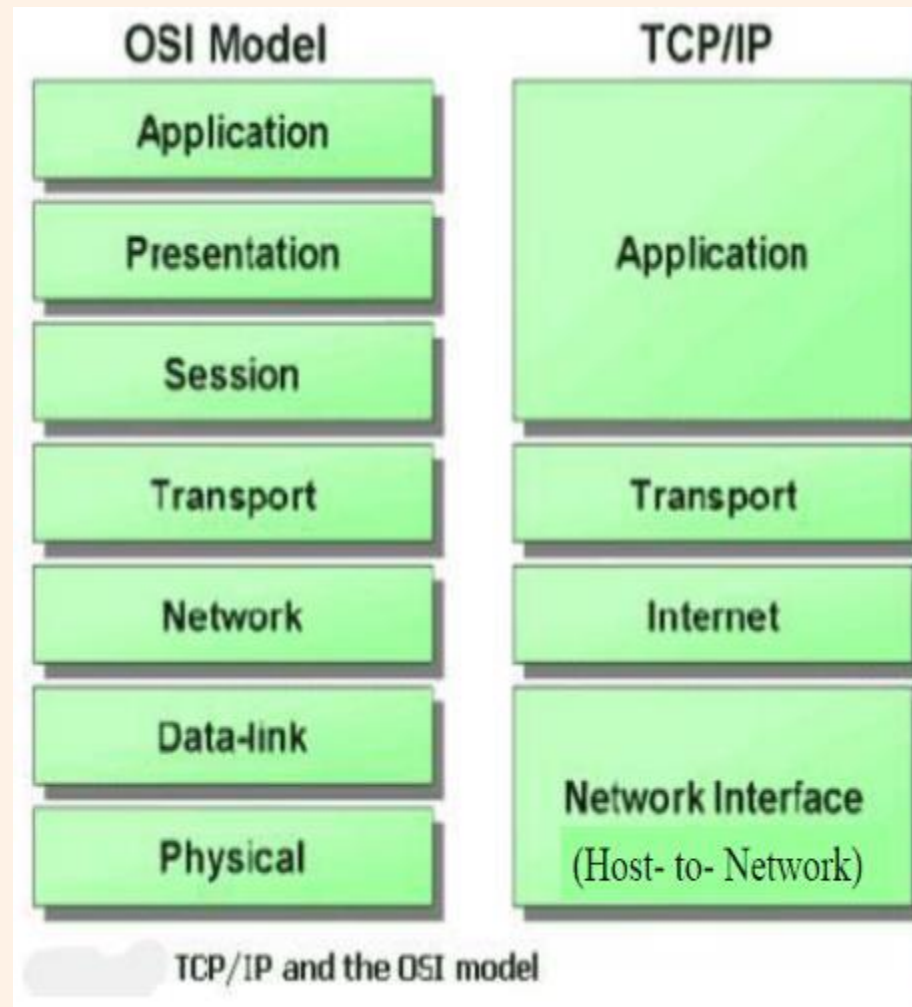 OSI Model
Application
Presentation
Session
Transport
Network
Data-link
Physical
TCP/IP
Application
Transport
Internet
Network Interface
(Host- to- Network)
TCP/IP and the OSI model